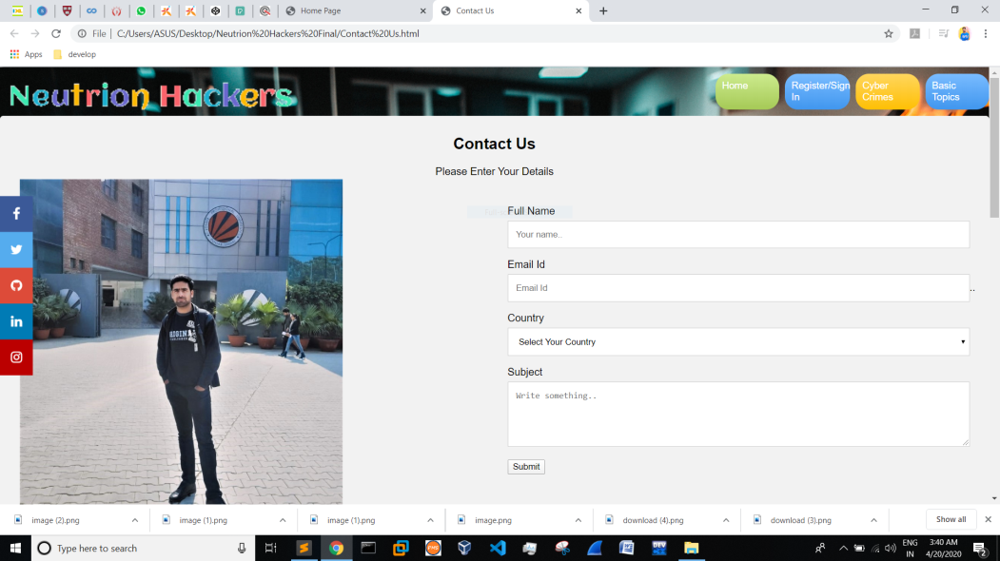 Home Page
Contact Us
File | C:/Users/ASUS/Desktop/Neutrion%20Hackers%20Final/Contact%20Us.html
Apps
develop
Neutrion Hackers
Home
Register/Sign In
Cyber Crimes
Basic Topics
Contact Us
Please Enter Your Details
Full Name
Your name..
Email Id
Email Id
..
Country
Select Your Country
Subject
Write something..
Submit
image (2).png
image (1).png
image (1).png
image.png
download (4).png
download (3).png
Show all
Type here to search
ENG
IN
3:40 AM
4/20/2020
2